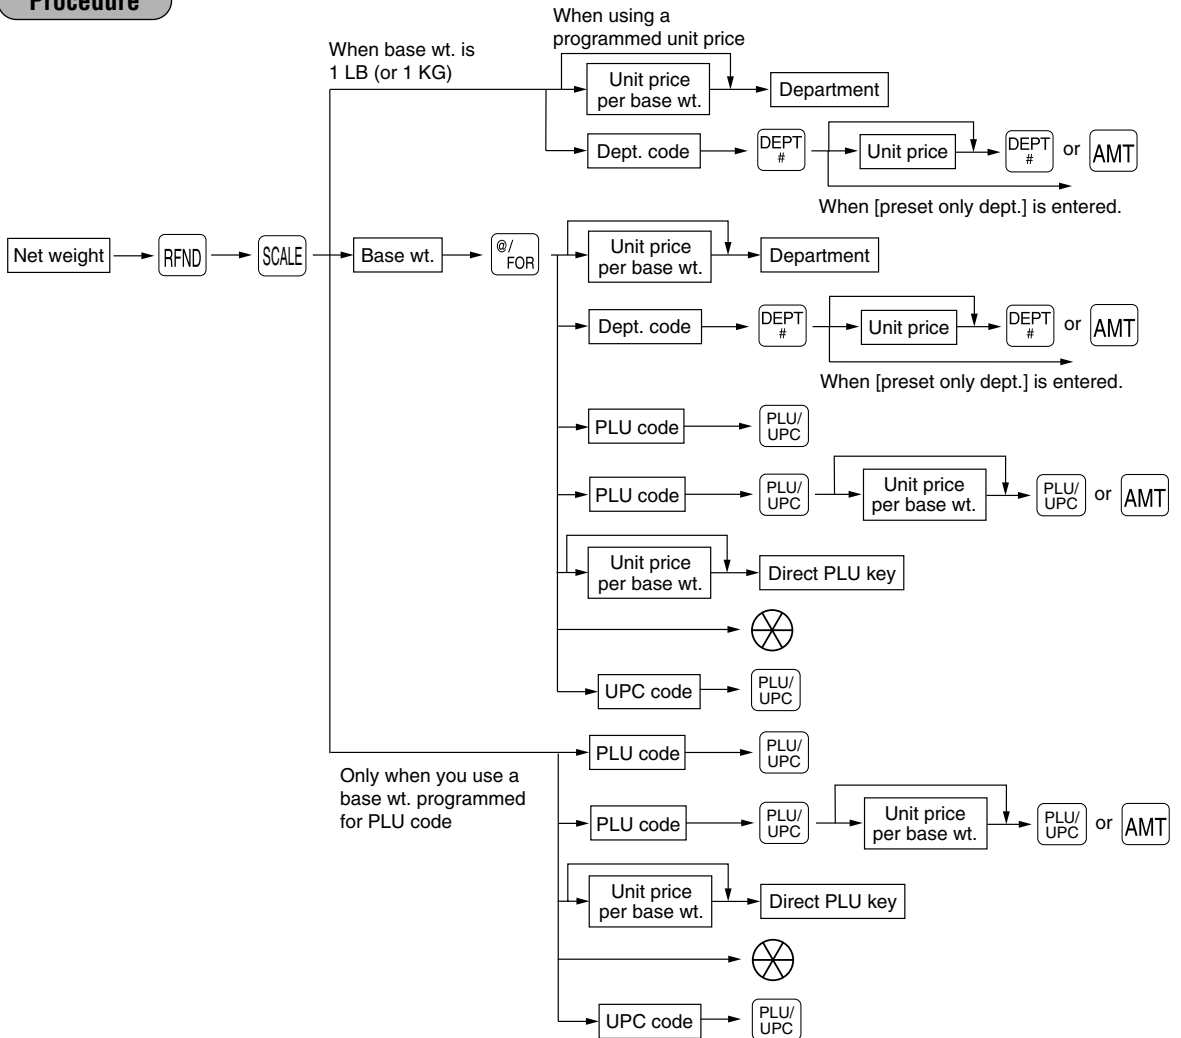 Procedure
When using a
programmed unit price
When base wt. is
1 LB (or 1 KG)
Unit price
per base wt.
Department
Dept. code
DEPT
#
Unit price
DEPT
#
or
AMT
When [preset only dept.] is entered.
Net weight
RFND
SCALE
Base wt.
@/
FOR
Unit price
per base wt.
Department
Dept. code
DEPT
#
Unit price
DEPT
#
or
AMT
When [preset only dept.] is entered.
PLU code
PLU/
UPC
PLU code
PLU/
UPC
Unit price
per base wt.
PLU/
UPC
or
AMT
Unit price
per base wt.
Direct PLU key
UPC code
PLU/
UPC
PLU code
PLU/
UPC
Only when you use a
base wt. programmed
for PLU code
PLU code
PLU/
UPC
Unit price
per base wt.
PLU/
UPC
or
AMT
Unit price
per base wt.
Direct PLU key
UPC code
PLU/
UPC